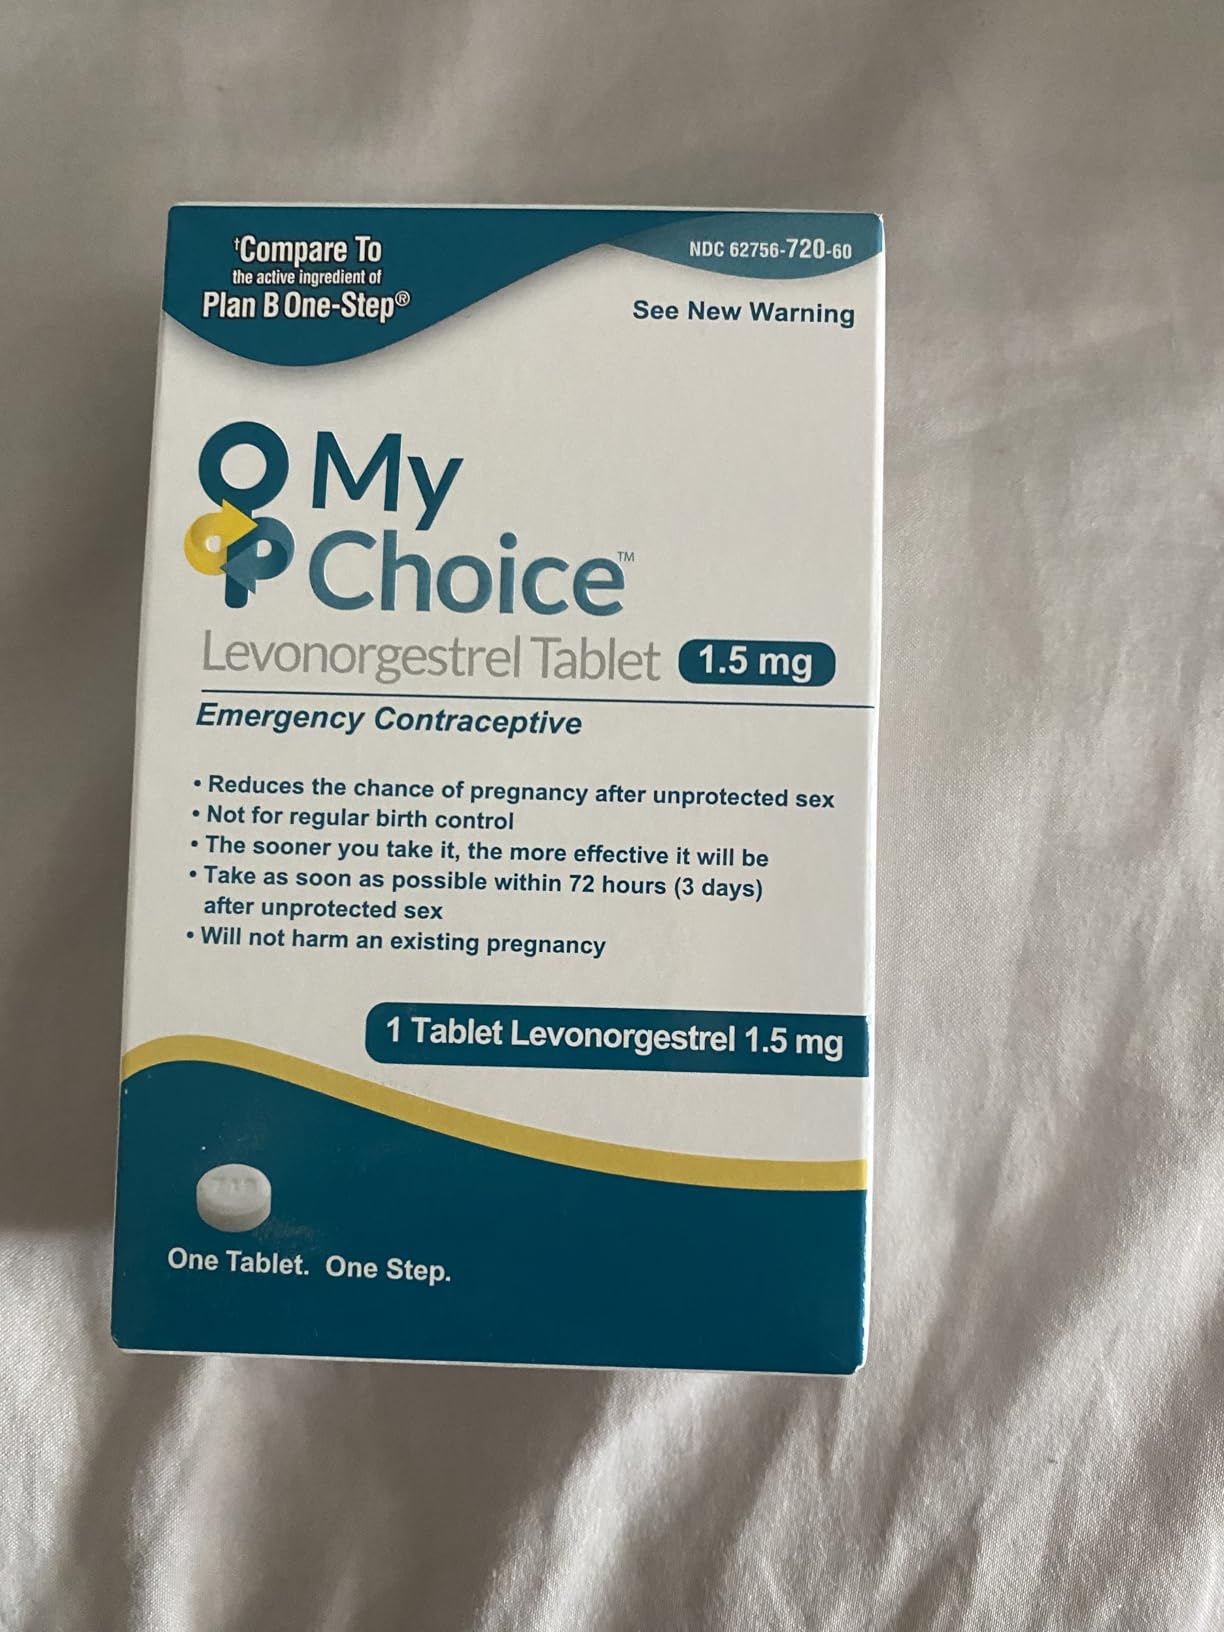 †Compare To
the active ingredient of
Plan B One-Step®
NDC 62756-720-60
See New Warning
My
Choice™
Levonorgestrel Tablet 1.5 mg
Emergency Contraceptive
• Reduces the chance of pregnancy after unprotected sex
• Not for regular birth control
• The sooner you take it, the more effective it will be
• Take as soon as possible within 72 hours (3 days)
after unprotected sex
• Will not harm an existing pregnancy
1 Tablet Levonorgestrel 1.5 mg
One Tablet. One Step.